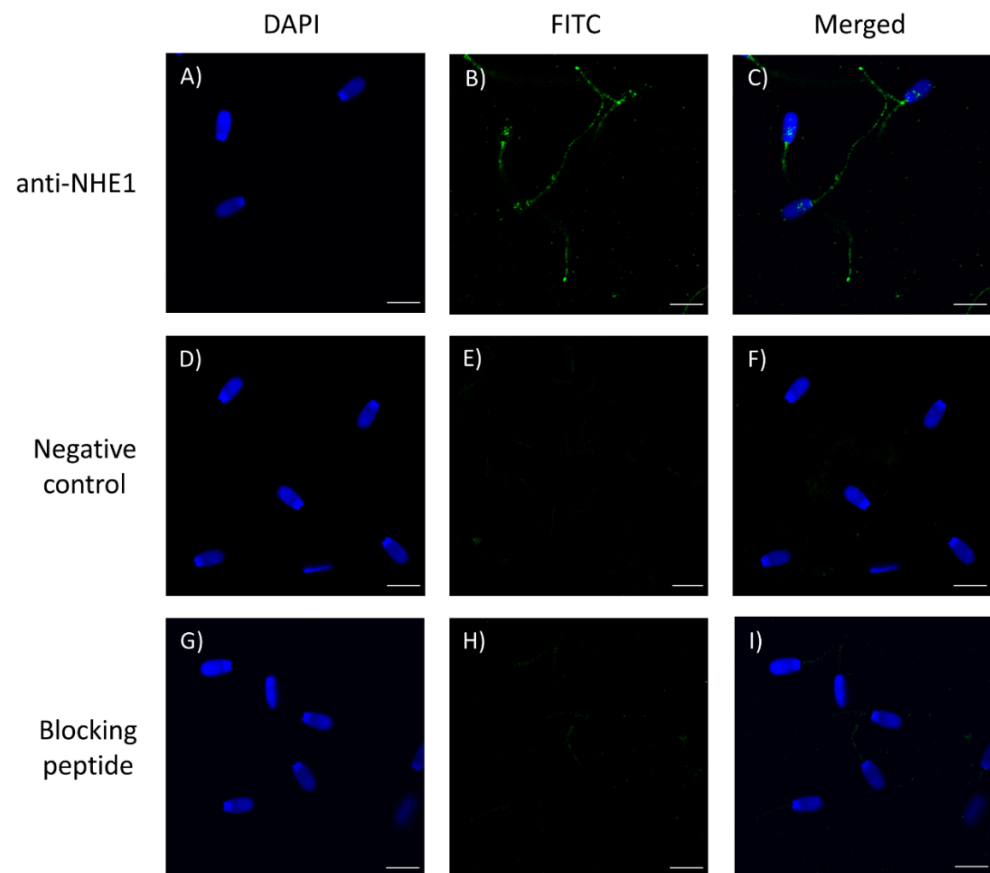 DAPI FITC Merged
A) B) C)
anti-NHE1
D) E) F)
Negative
control
G) H) I)
Blocking
peptide